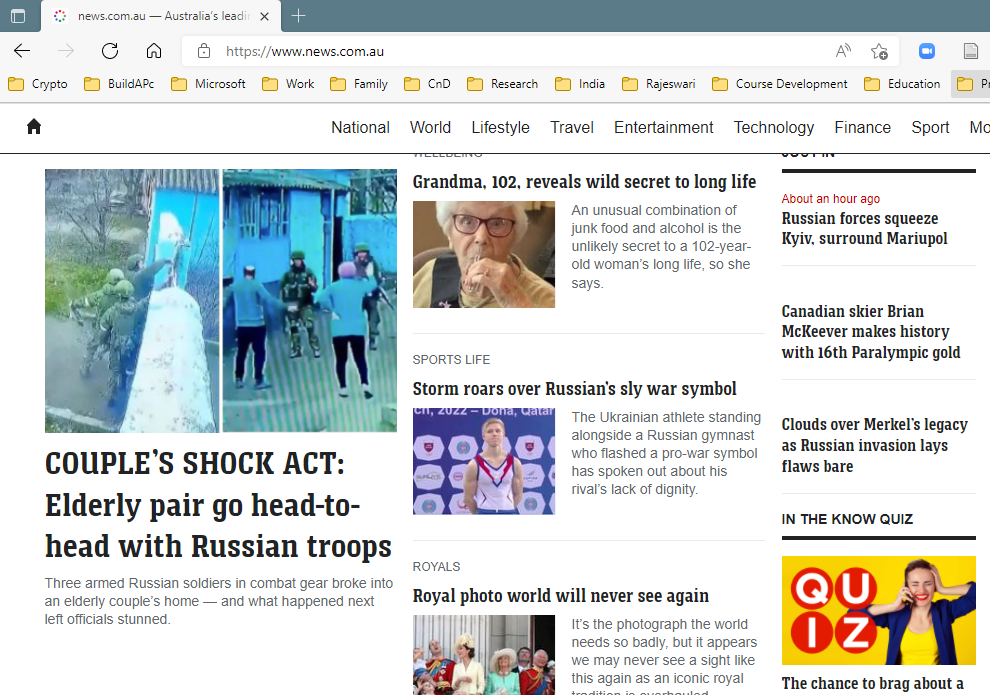 news.com.au — Australia's leadi
https://www.news.com.au
Crypto
BuildAPc
Microsoft
Work
Family
CnD
Research
India
Rajeswari
Course Development
Education
National
World
Lifestyle
Travel
Entertainment
Technology
Finance
Sport
Mo
COUPLE'S SHOCK ACT:
Elderly pair go head-to-
head with Russian troops
Three armed Russian soldiers in combat gear broke into
an elderly couple's home — and what happened next
left officials stunned.
WELLBEING
Grandma, 102, reveals wild secret to long life
An unusual combination of
junk food and alcohol is the
unlikely secret to a 102-year-
old woman's long life, so she
says.
SPORTS LIFE
Storm roars over Russian's sly war symbol
ch, 2022 – Doha, Qatar
The Ukrainian athlete standing
alongside a Russian gymnast
who flashed a pro-war symbol
has spoken out about his
rival's lack of dignity.
ROYALS
Royal photo world will never see again
It's the photograph the world
needs so badly, but it appears
we may never see a sight like
this again as an iconic royal
tradition is overhauled
JUST IN
About an hour ago
Russian forces squeeze
Kyiv, surround Mariupol
Canadian skier Brian
McKeever makes history
with 16th Paralympic gold
Clouds over Merkel's legacy
as Russian invasion lays
flaws bare
IN THE KNOW QUIZ
QU
IZ
The chance to brag about a